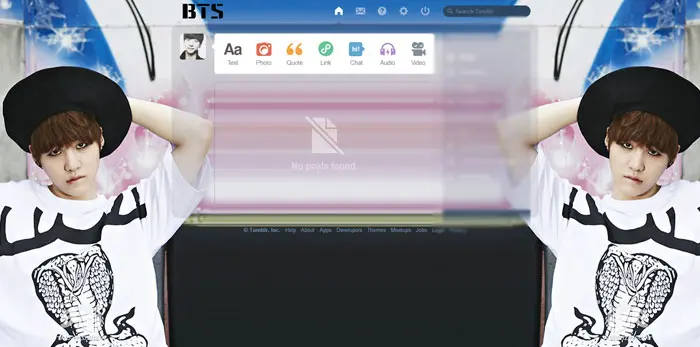 BTS
Search Tumblr
Aa
hi!
Text Photo Quote Link Chat Audio Video
No posts found.
© Tumblr, Inc. Help About Apps Developers Themes Meetups Jobs Legal Privacy